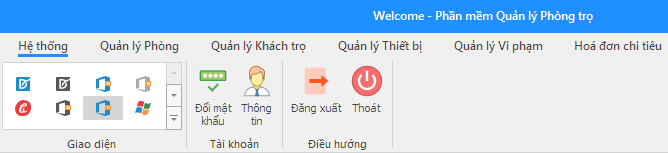 Welcome - Phần mềm Quản lý Phòng trọ
Hệ thống Quản lý Phòng Quản lý Khách trọ Quản lý Thiết bị Quản lý Vi phạm Hoá đơn chi tiêu
Đổi mật khẩu
Thông tin
Đăng xuất
Thoát
Giao diện Tài khoản Điều hướng